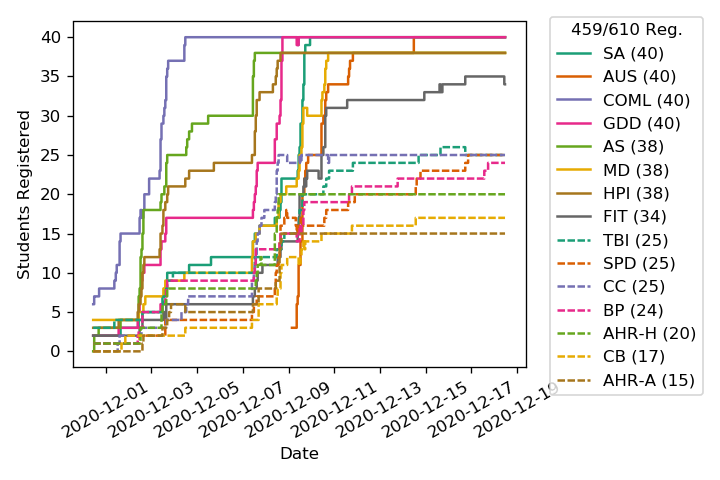 459/610 Reg.
SA (40)
AUS (40)
COML (40)
GDD (40)
AS (38)
MD (38)
HPI (38)
FIT (34)
TBI (25)
SPD (25)
CC (25)
BP (24)
AHR-H (20)
CB (17)
AHR-A (15)
Students Registered
40
35
30
25
20
15
10
5
0
2020-12-01
2020-12-03
2020-12-05
2020-12-07
2020-12-09
2020-12-11
2020-12-13
2020-12-15
2020-12-17
2020-12-19
Date